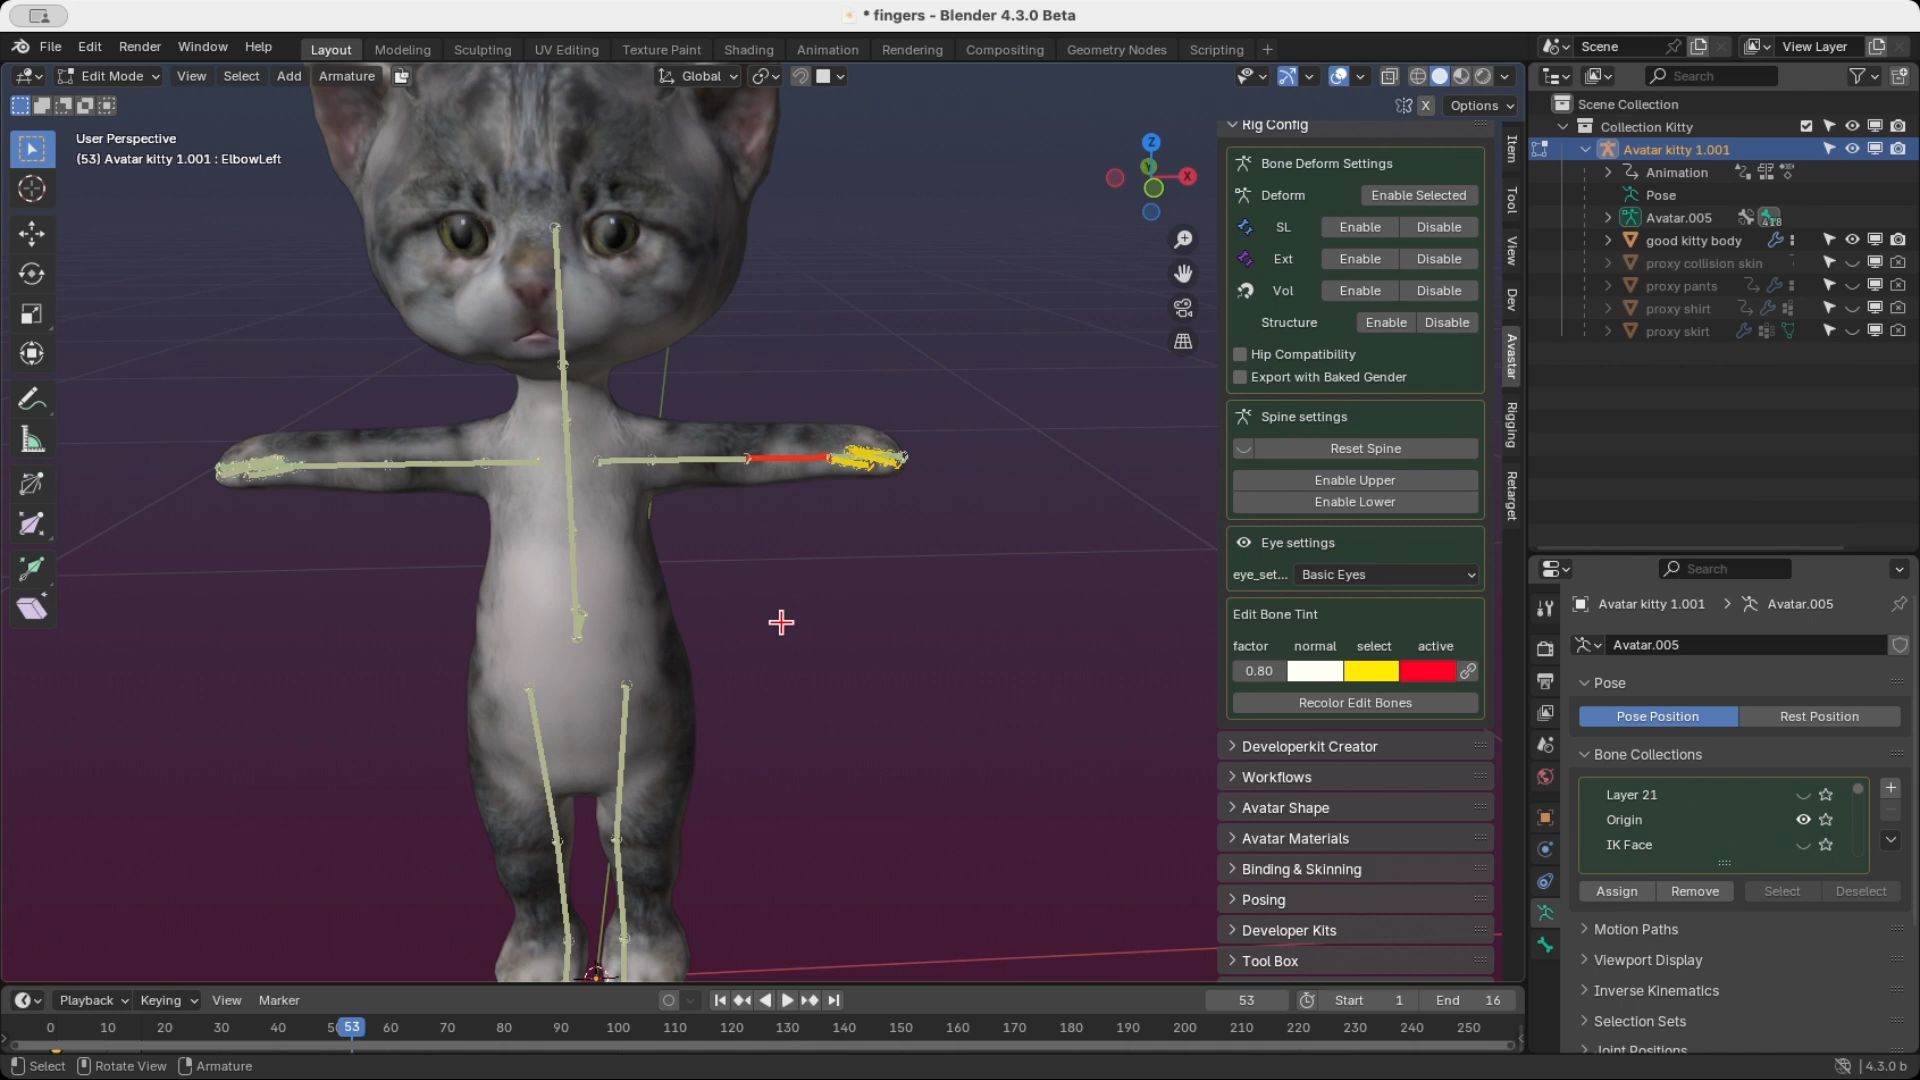 * fingers - Blender 4.3.0 Beta
File Edit Render Window Help Layout Modeling Sculpting UV Editing Texture Paint Shading Animation Rendering Compositing Geometry Nodes Scripting + Scene View Layer
Edit Mode View Select Add Armature Global Search
X Options
User Perspective
(53) Avatar kitty 1.001 : ElbowLeft
Z
Y
X
Item
Tool
View
Dev
Avastar
Rigging
Retarget
Rig Config
Bone Deform Settings
Deform Enable Selected
SL Enable Disable
Ext Enable Disable
Vol Enable Disable
Structure Enable Disable
Hip Compatibility
Export with Baked Gender
Spine settings
Reset Spine
Enable Upper
Enable Lower
Eye settings
eye_set... Basic Eyes
Edit Bone Tint
factor normal select active
0.80
Recolor Edit Bones
Developerkit Creator
Workflows
Avatar Shape
Avatar Materials
Binding & Skinning
Posing
Developer Kits
Tool Box
Scene Collection
Collection Kitty
Avatar kitty 1.001
Animation
Pose
Avatar.005
good kitty body
proxy collision skin
proxy pants
proxy shirt
proxy skirt
Search
Avatar kitty 1.001 > Avatar.005
Avatar.005
Pose
Pose Position Rest Position
Bone Collections
Layer 21
Origin
IK Face
Assign Remove Select Deselect
Motion Paths
Viewport Display
Inverse Kinematics
Selection Sets
Joint Positions
Playback Keying View Marker 53 Start 1 End 16
0 10 20 30 40 53 60 70 80 90 100 110 120 130 140 150 160 170 180 190 200 210 220 230 240 250
Select Rotate View Armature 4.3.0 b